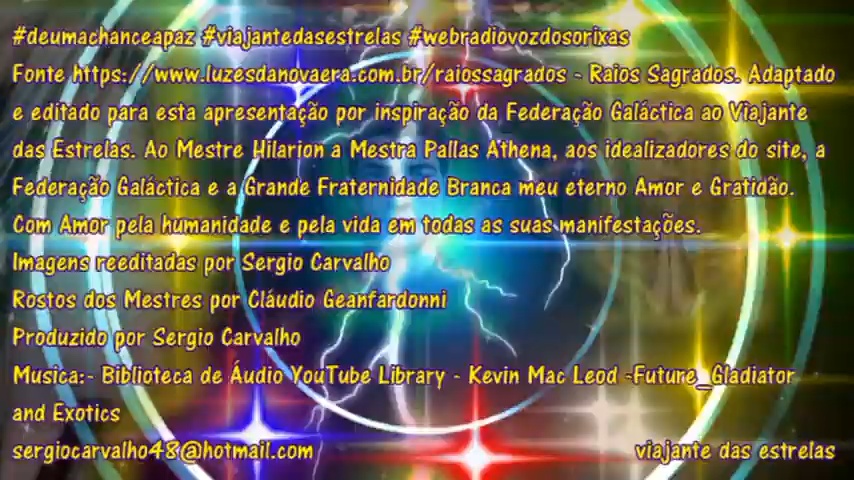 #deumachanceapaz #viajantedasestrelas #webradiovozdosorixas
Fonte https://www.luzesdanovaera.com.br/raiossagrados - Raios Sagrados. Adaptado
e editado para esta apresentação por inspiração da Federação Galáctica ao Viajante
das Estrelas. Ao Mestre Hilarion a Mestra Pallas Athena, aos idealizadores do site, a
Federação Galáctica e a Grande Fraternidade Branca meu eterno Amor e Gratidão.
Com Amor pela humanidade e pela vida em todas as suas manifestações.
Imagens reeditadas por Sergio Carvalho
Rostos dos Mestres por Cláudio Geanfardonni
Produzido por Sergio Carvalho
Musica:- Biblioteca de Áudio YouTube Library - Kevin Mac Leod -Future_Gladiator
and Exotics
sergiocarvalho48@hotmail.com viajante das estrelas